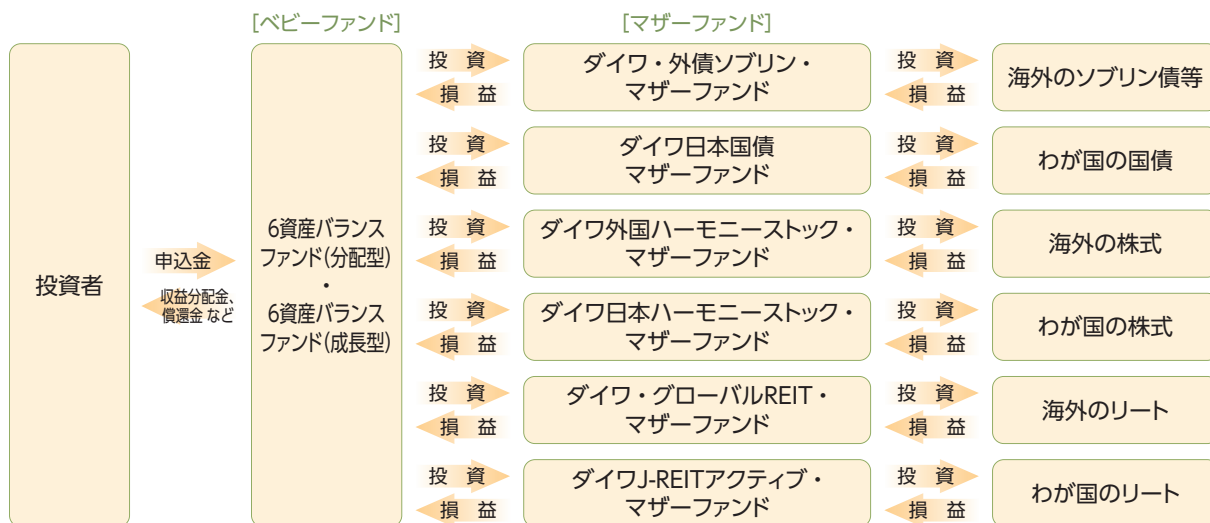 [ベビーファンド]
[マザーファンド]
投資者
申込金
収益分配金、
償還金 など
6資産バランス
ファンド(分配型)
・
6資産バランス
ファンド(成長型)
投 資
損 益
ダイワ・外債ソブリン・
マザーファンド
投 資
損 益
海外のソブリン債等
投 資
損 益
ダイワ日本国債
マザーファンド
投 資
損 益
わが国の国債
投 資
損 益
ダイワ外国ハーモニーストック・
マザーファンド
投 資
損 益
海外の株式
投 資
損 益
ダイワ日本ハーモニーストック・
マザーファンド
投 資
損 益
わが国の株式
投 資
損 益
ダイワ・グローバルREIT・
マザーファンド
投 資
損 益
海外のリート
投 資
損 益
ダイワJ-REITアクティブ・
マザーファンド
投 資
損 益
わが国のリート